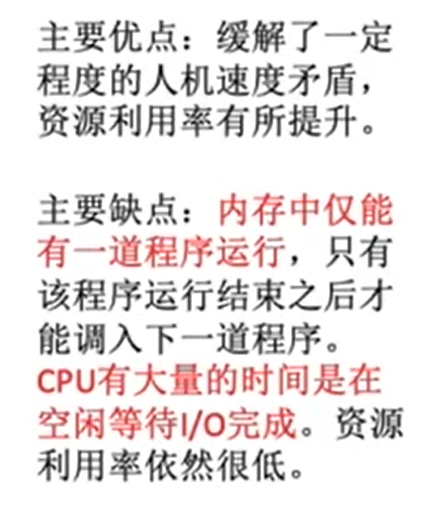 主要优点：缓解了一定
程度的人机速度矛盾，
资源利用率有所提升。
主要缺点：内存中仅能
有一道程序运行，只有
该程序运行结束之后才
能调入下一道程序。
CPU有大量的时间是在
空闲等待I/O完成。资源
利用率依然很低。